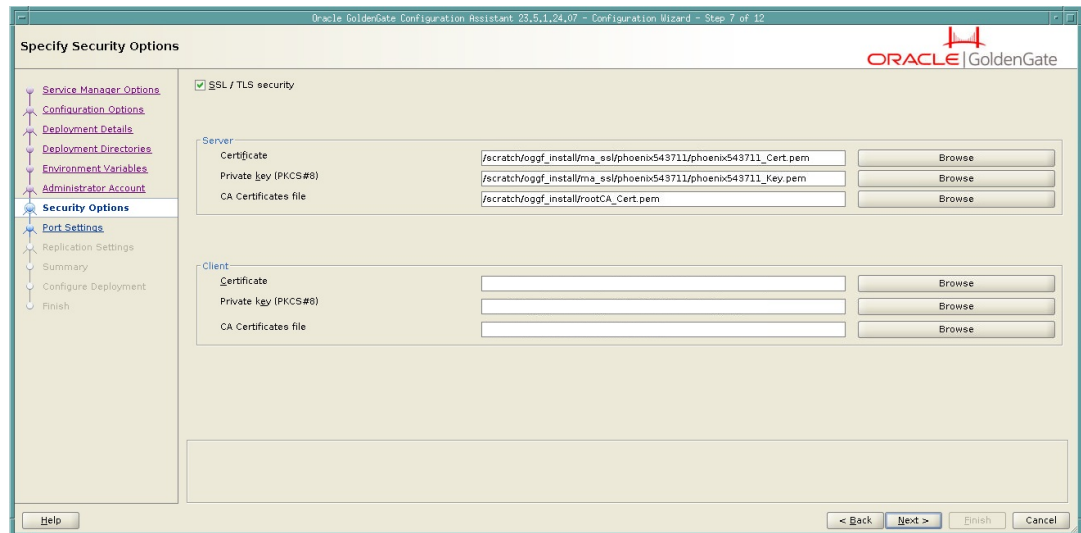 Oracle GoldenGate Configuration Assistant 23.5.1.24.07 - Configuration Wizard - Step 7 of 12
Specify Security Options
ORACLE GoldenGate
Service Manager Options
Configuration Options
Deployment Details
Deployment Directories
Environment Variables
Administrator Account
Security Options
Port Settings
Replication Settings
Summary
Configure Deployment
Finish
SSL / TLS security
Server
Certificate /scratch/oggf_install/ma_ssl/phoenix543711/phoenix543711_Cert.pem Browse
Private key (PKCS#8) /scratch/oggf_install/ma_ssl/phoenix543711/phoenix543711_Key.pem Browse
CA Certificates file /scratch/oggf_install/rootCA_Cert.pem Browse
Client
Certificate Browse
Private key (PKCS#8) Browse
CA Certificates file Browse
Help < Back Next > Finish Cancel